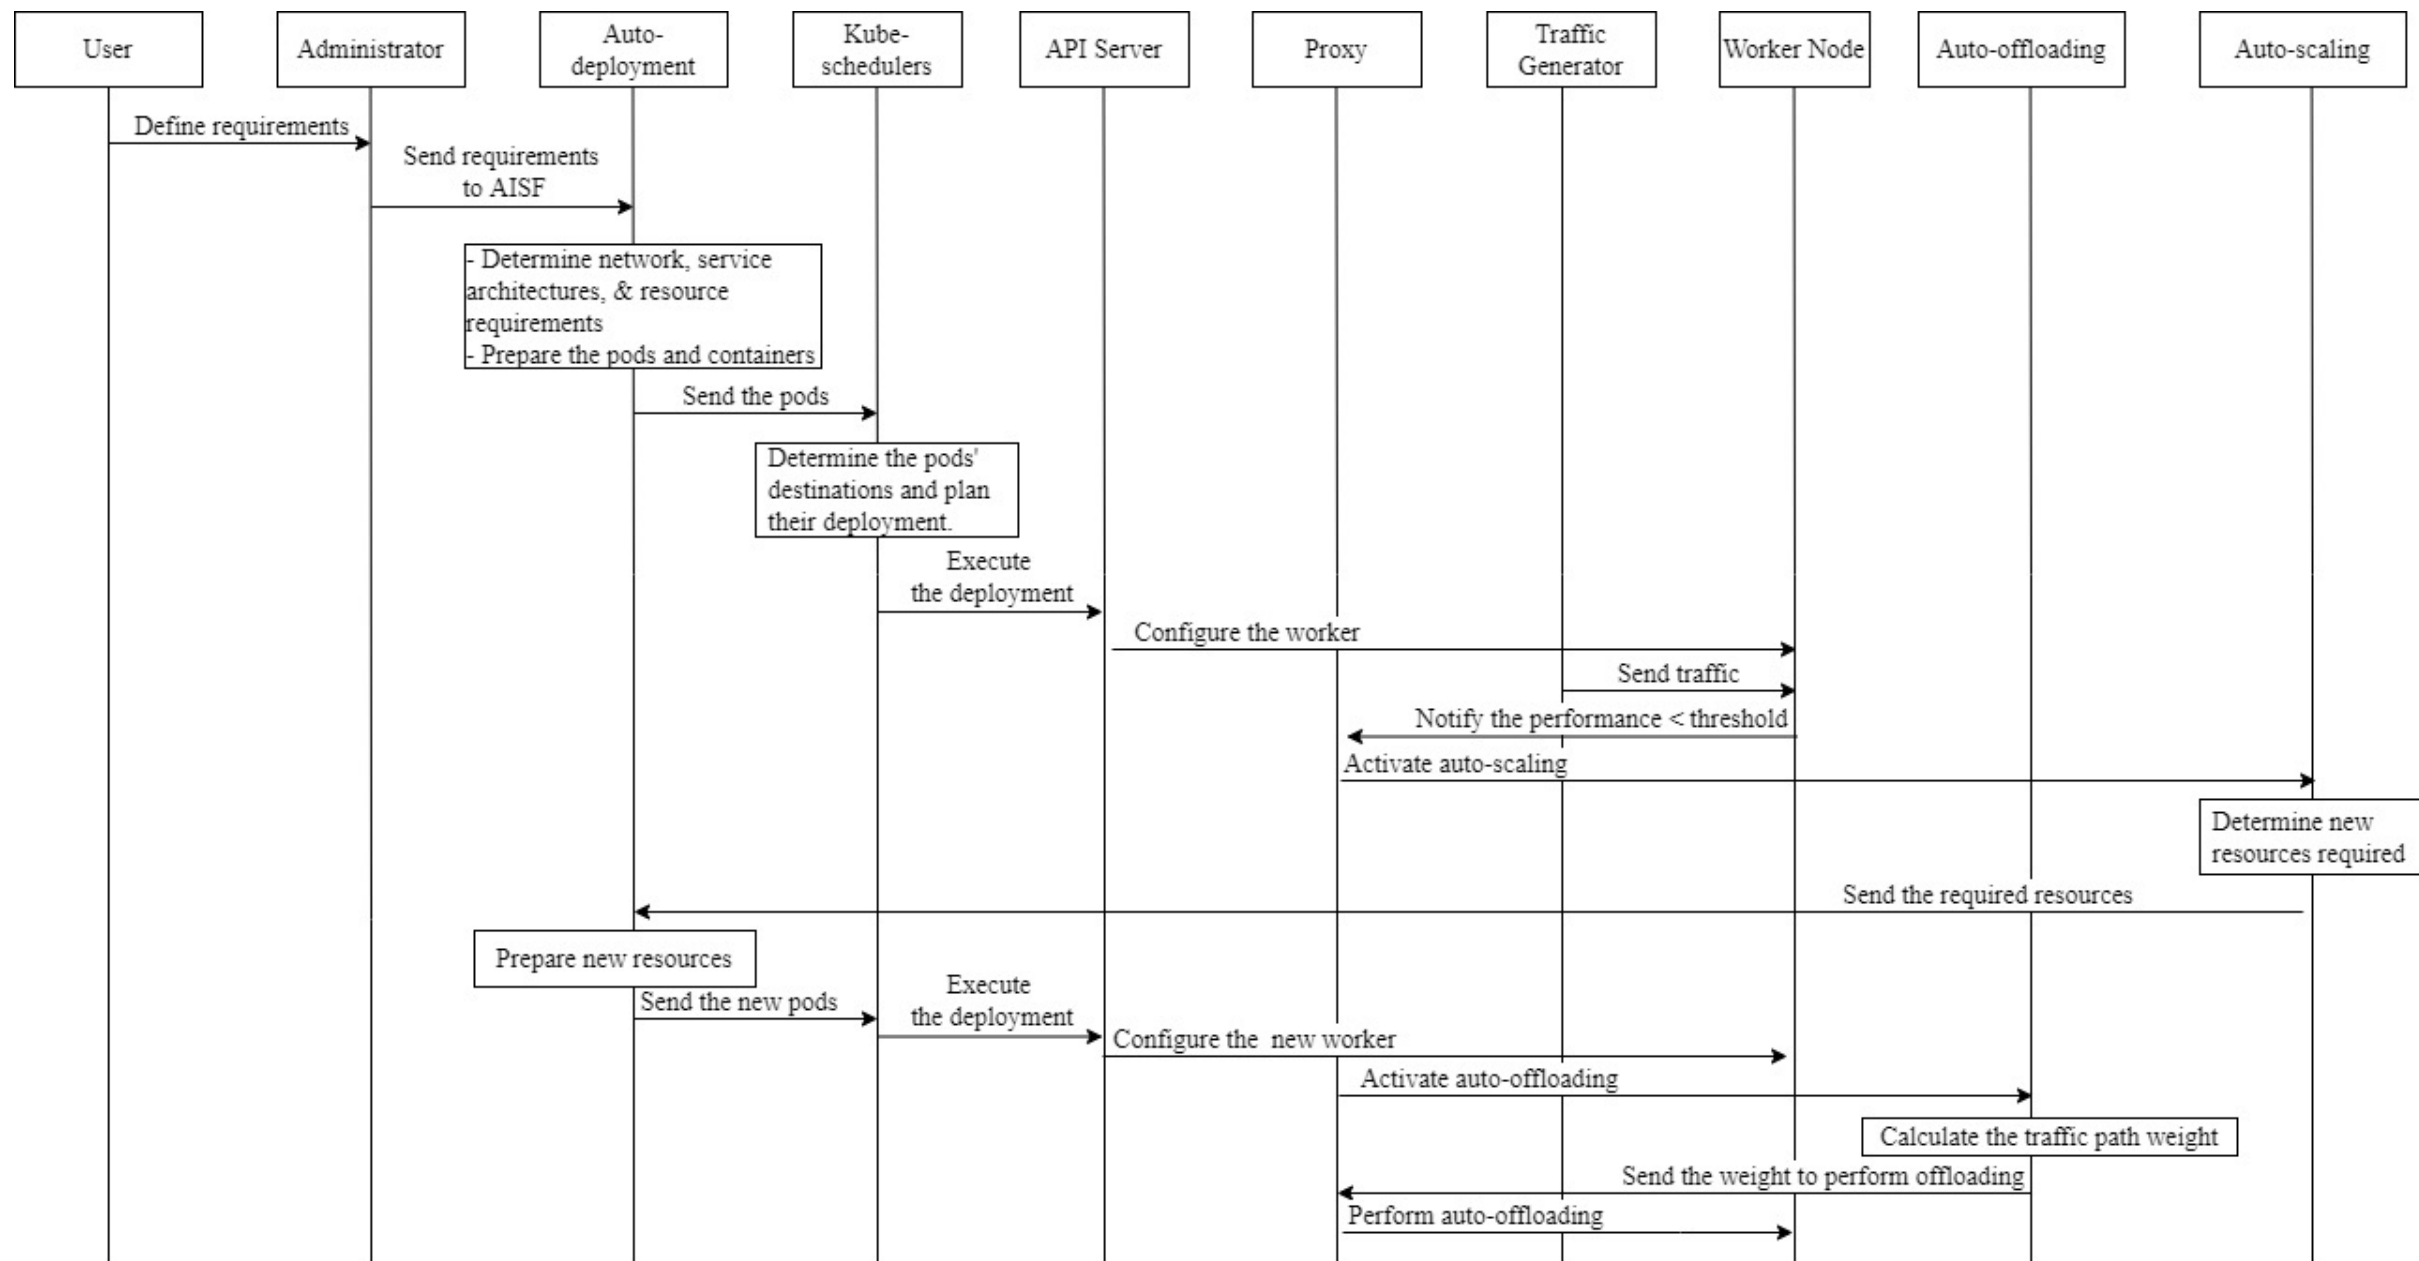 User
Administrator
Auto-
deployment
Kube-
schedulers
API Server
Proxy
Traffic
Generator
Worker Node
Auto-offloading
Auto-scaling
Define requirements
Send requirements
to AISF
- Determine network, service
architectures, & resource
requirements
- Prepare the pods and containers
Send the pods
Determine the pods'
destinations and plan
their deployment.
Execute
the deployment
Configure the worker
Send traffic
Notify the performance < threshold
Activate auto-scaling
Determine new
resources required
Send the required resources
Prepare new resources
Send the new pods
Execute
the deployment
Configure the  new worker
Activate auto-offloading
Calculate the traffic path weight
Send the weight to perform offloading
Perform auto-offloading